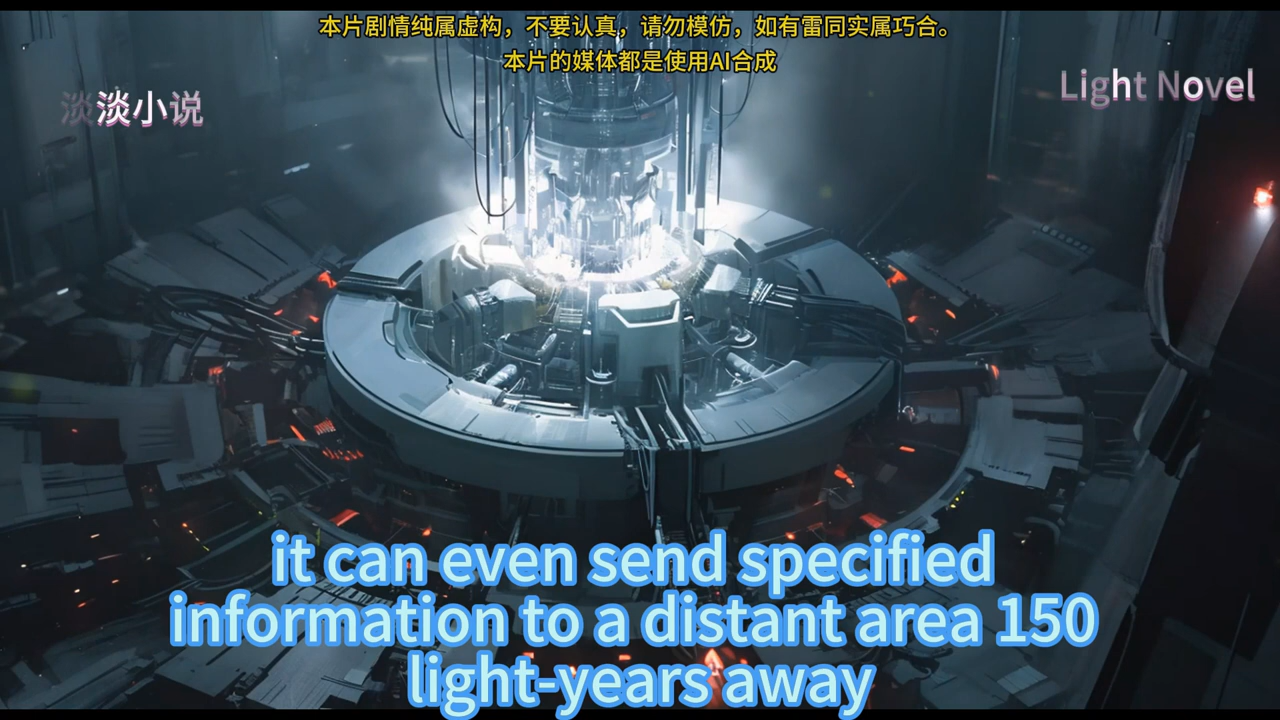 本片剧情纯属虚构，不要认真，请勿模仿，如有雷同实属巧合。
本片的媒体都是使用AI合成
淡淡小说
Light Novel
it can even send specified
information to a distant area 150
light-years away